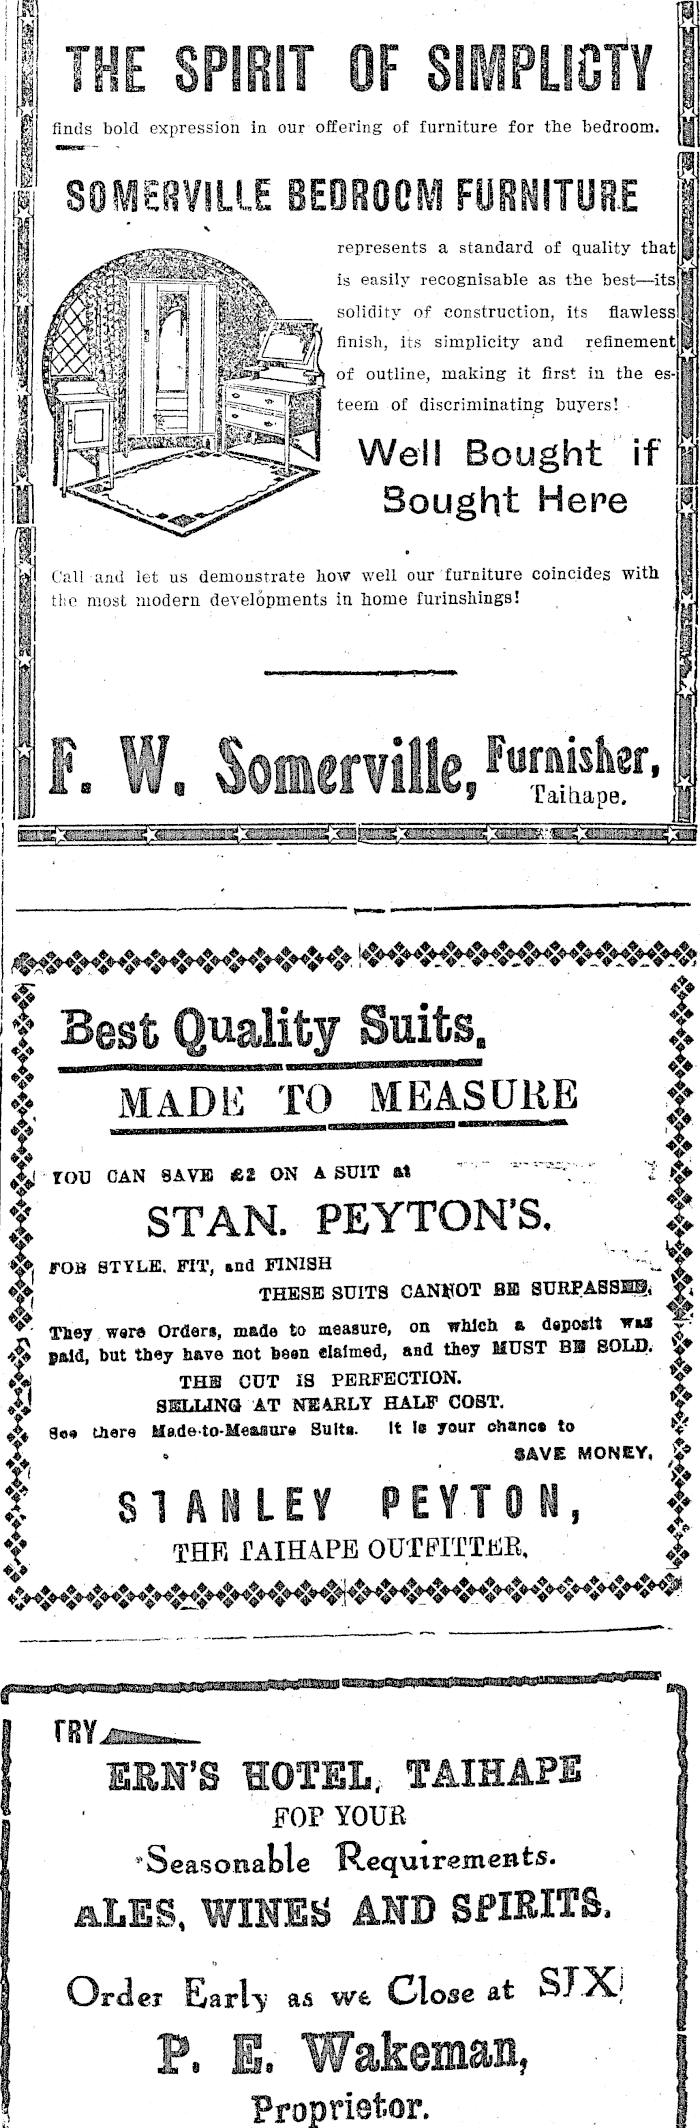 THE SPIRIT OF SIMPLICTY
finds bold expression in our offering of furniture for the bedroom.
SOMERVILLE BEDROOM FURNITURE
represents a standard of quality that
is easily recognisable as the best—its
solidity of construction, its flawless
finish, its simplicity and refinement
of outline, making it first in the es-
teem of discriminating buyers!
Well Bought if
Bought Here
Call and let us demonstrate how well our furniture coincides with
the most modern developments in home furinshings!
F. W. Somerville, Furnisher,
Taihape.
Best Quality Suits.
MADE TO MEASURE
YOU CAN SAVE £2 ON A SUIT at
STAN. PEYTON'S.
FOR STYLE, FIT, and FINISH
THESE SUITS CANNOT BE SURPASSED.
They were Orders, made to measure, on which a deposit was
paid, but they have not been claimed, and they MUST BE SOLD.
THE CUT IS PERFECTION.
SELLING AT NEARLY HALF COST.
See there Made-to-Measure Suits. It is your chance to
SAVE MONEY.
STANLEY PEYTON,
THE TAIHAPE OUTFITTER.
TRY
ERN'S HOTEL, TAIHAPE
FOR YOUR
Seasonable Requirements.
ALES, WINES AND SPIRITS.
Order Early as we Close at SIX
P. E. Wakeman,
Proprietor.